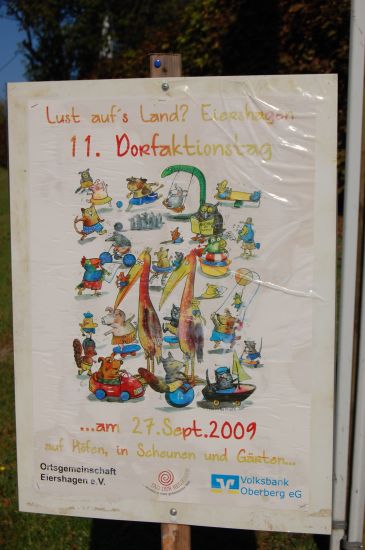 Lust auf's Land? Eiershagen
11. Dorfaktionstag
...am 27.Sept.2009
auf Höfen, in Scheunen und Gärten...
Ortsgemeinschaft
Eiershagen e.V.
Volksbank
Oberberg eG